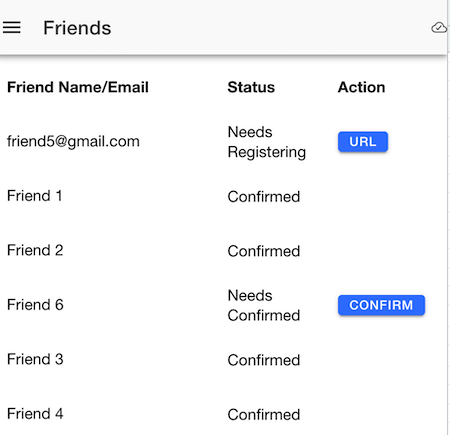 Friends
Friend Name/Email Status Action
friend5@gmail.com Needs Registering URL
Friend 1 Confirmed
Friend 2 Confirmed
Friend 6 Needs Confirmed CONFIRM
Friend 3 Confirmed
Friend 4 Confirmed